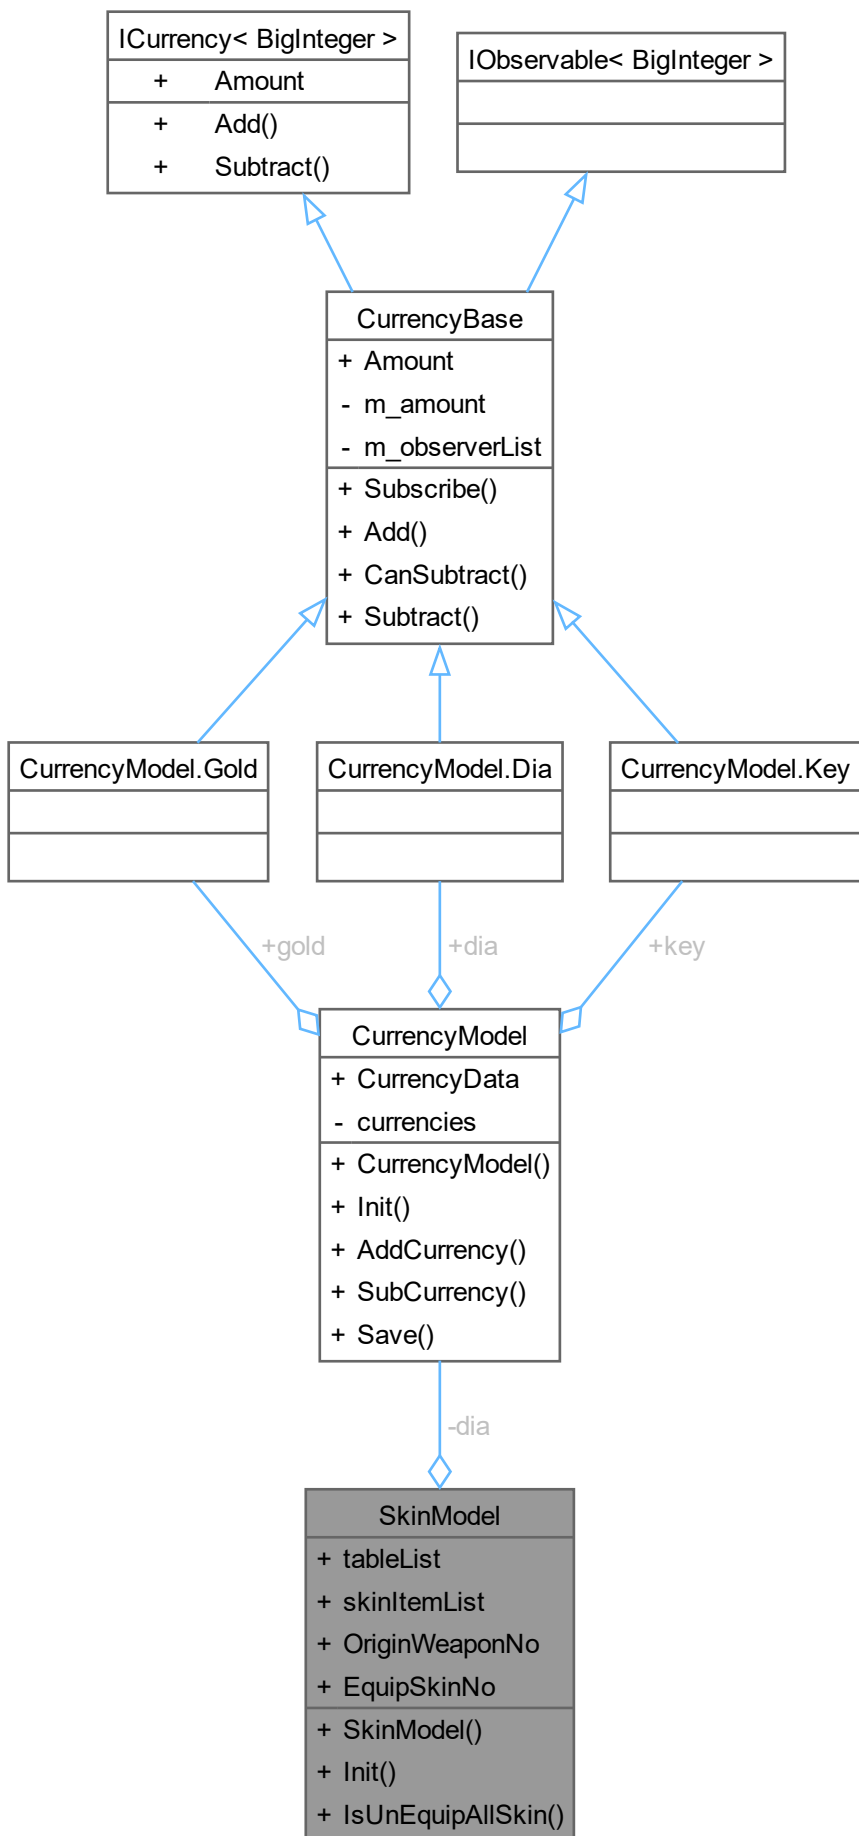 ICurrency< BigInteger >
+ Amount
+ Add()
+ Subtract()
IObservable< BigInteger >
CurrencyBase
+ Amount
- m_amount
- m_observerList
+ Subscribe()
+ Add()
+ CanSubtract()
+ Subtract()
CurrencyModel.Gold
CurrencyModel.Dia
CurrencyModel.Key
+gold
+dia
+key
CurrencyModel
+ CurrencyData
- currencies
+ CurrencyModel()
+ Init()
+ AddCurrency()
+ SubCurrency()
+ Save()
-dia
SkinModel
+ tableList
+ skinItemList
+ OriginWeaponNo
+ EquipSkinNo
+ SkinModel()
+ Init()
+ IsUnEquipAllSkin()